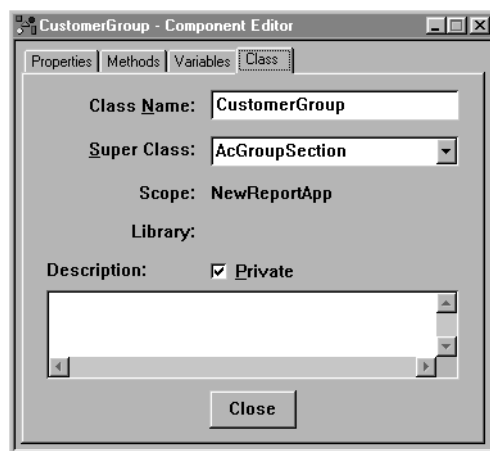 CustomerGroup - Component Editor
Properties Methods Variables Class
Class Name: CustomerGroup
Super Class: AcGroupSection
Scope: NewReportApp
Library:
Description: Private
Close